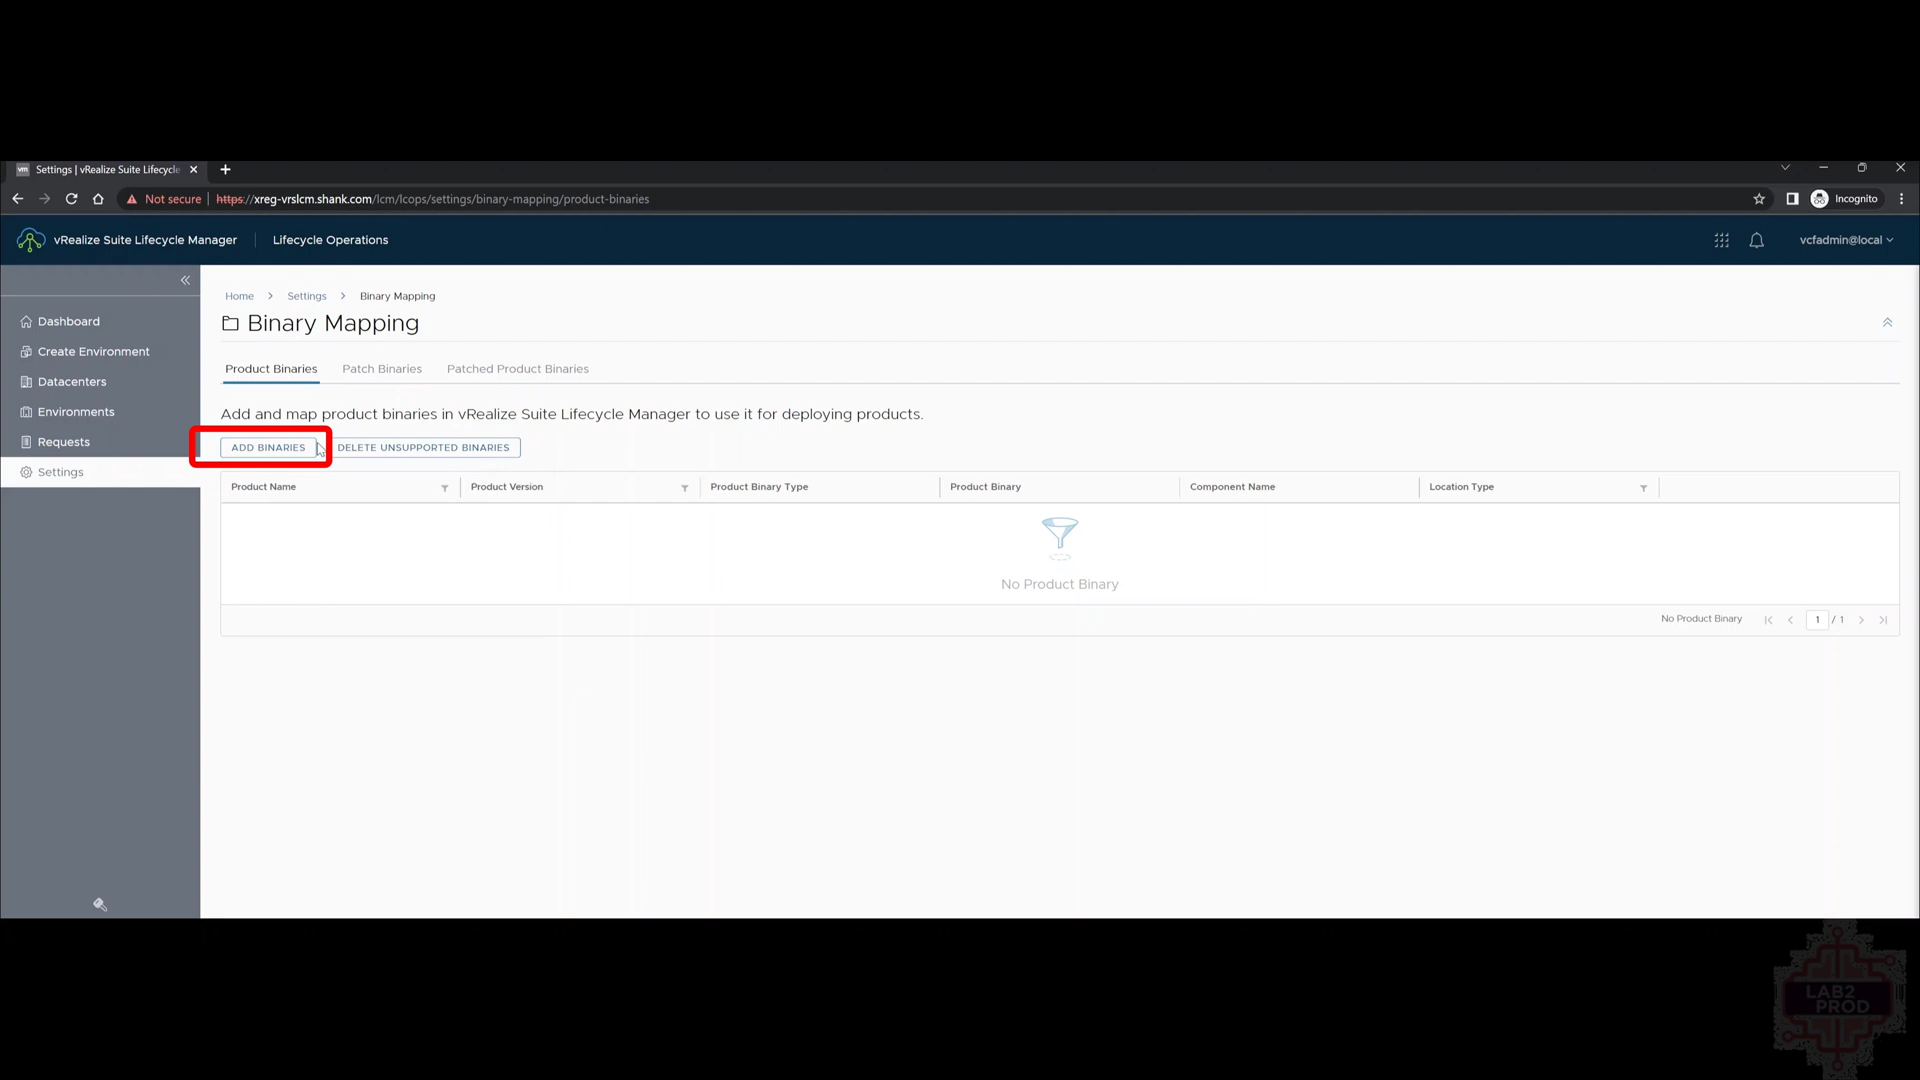 vm Settings | vRealize Suite Lifecycle
Not secure https://xreg-vrslcm.shank.com/lcm/lcops/settings/binary-mapping/product-binaries Incognito
vRealize Suite Lifecycle Manager Lifecycle Operations vcfadmin@local
Home Settings Binary Mapping
Binary Mapping
Dashboard
Create Environment
Datacenters
Environments
Requests
Settings
Product Binaries Patch Binaries Patched Product Binaries
Add and map product binaries in vRealize Suite Lifecycle Manager to use it for deploying products.
ADD BINARIES DELETE UNSUPPORTED BINARIES
Product Name Product Version Product Binary Type Product Binary Component Name Location Type
No Product Binary
No Product Binary 1 / 1
LAB2
PROD